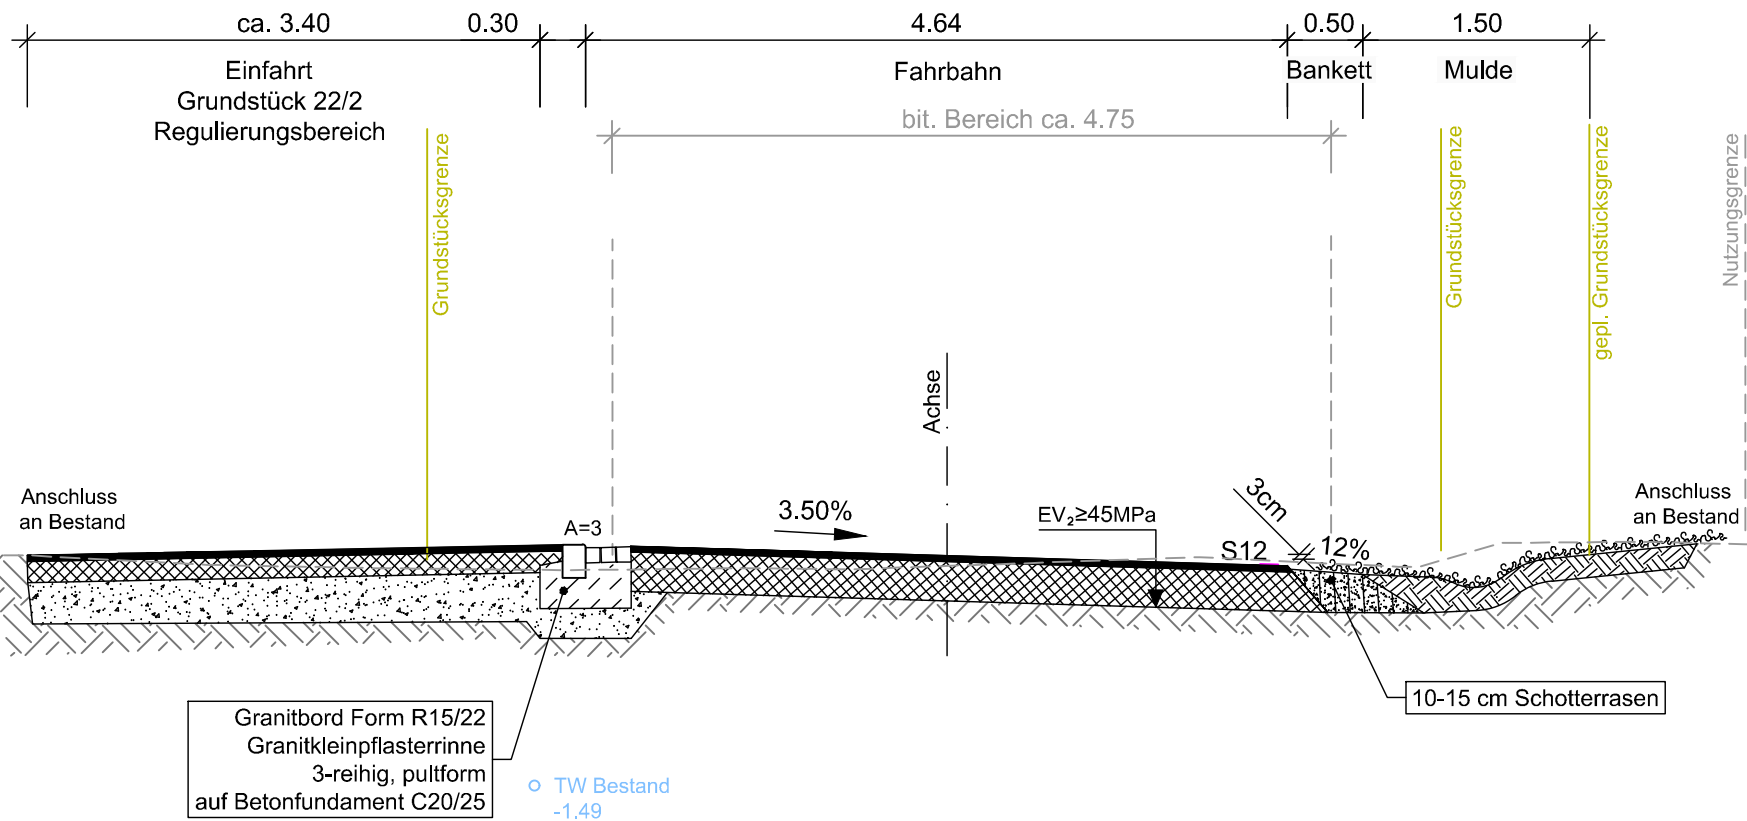 ca. 3.40
0.30
4.64
0.50
1.50
Einfahrt
Grundstück 22/2
Regulierungsbereich
Fahrbahn
Bankett
Mulde
bit. Bereich ca. 4.75
Grundstücksgrenze
Grundstücksgrenze
gepl. Grundstücksgrenze
Nutzungsgrenze
Achse
Anschluss
an Bestand
A=3
3.50%
EV₂≥45MPa
3cm
S12
12%
Anschluss
an Bestand
10-15 cm Schotterrasen
Granitbord Form R15/22
Granitkleinpflasterrinne
3-reihig, pultform
auf Betonfundament C20/25
TW Bestand
-1,49